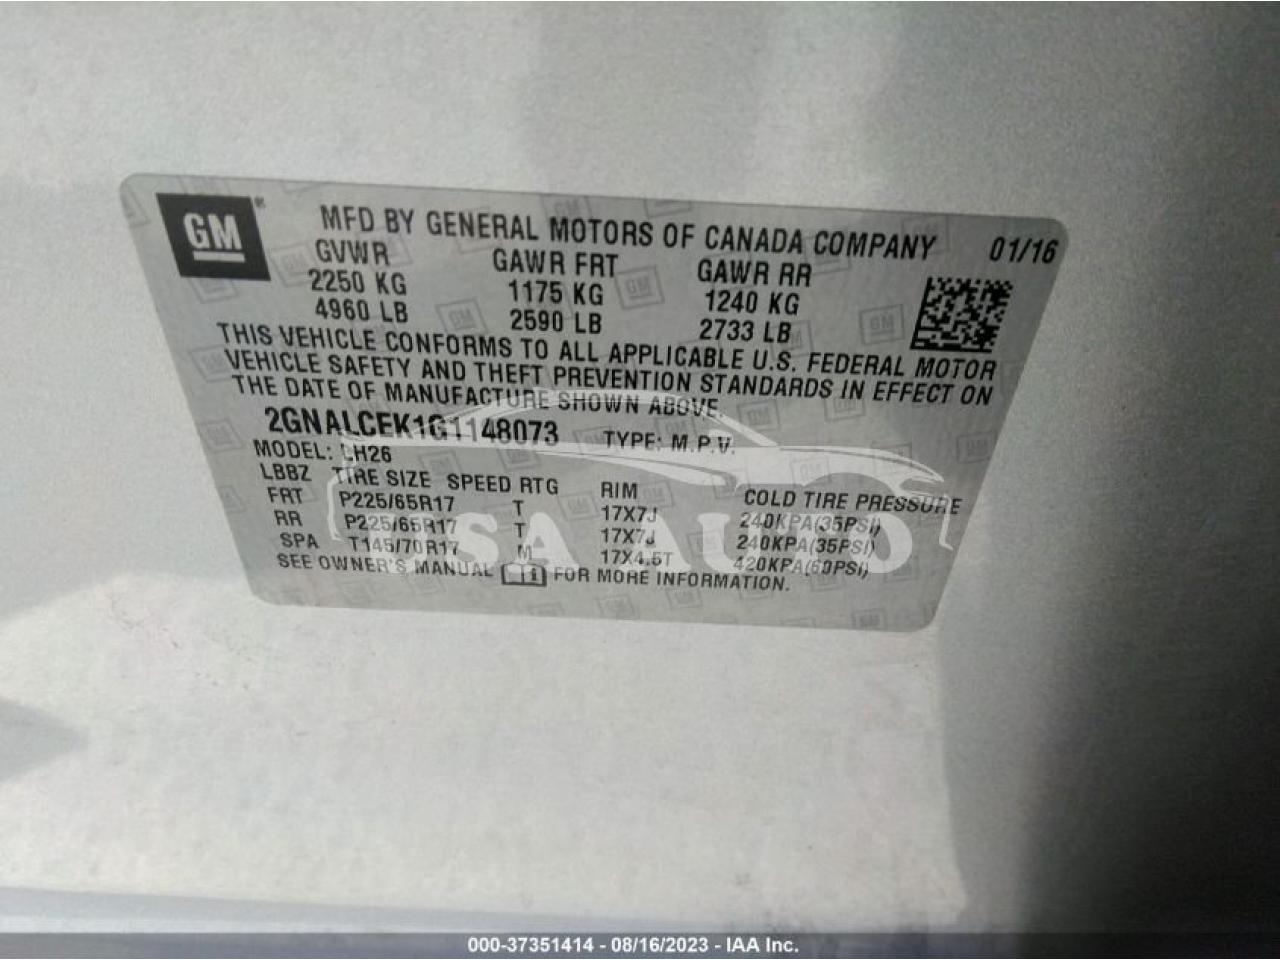 GM ®
MFD BY GENERAL MOTORS OF CANADA COMPANY 01/16
GVWR GAWR FRT GAWR RR
2250 KG 1175 KG 1240 KG
4960 LB 2590 LB 2733 LB
THIS VEHICLE CONFORMS TO ALL APPLICABLE U.S. FEDERAL MOTOR
VEHICLE SAFETY AND THEFT PREVENTION STANDARDS IN EFFECT ON
THE DATE OF MANUFACTURE SHOWN ABOVE.
2GNALCEK1G1148073 TYPE: M.P.V.
MODEL: LH26
LBBZ TIRE SIZE SPEED RTG RIM COLD TIRE PRESSURE
FRT P225/65R17 T 17X7J 240KPA(35PSI)
RR P225/65R17 T 17X7J 240KPA(35PSI)
SPA T145/70R17 M 17X4.5T 420KPA(60PSI)
SEE OWNER'S MANUAL FOR MORE INFORMATION.
USA AUTO
000-37351414 - 08/16/2023 - IAA Inc.